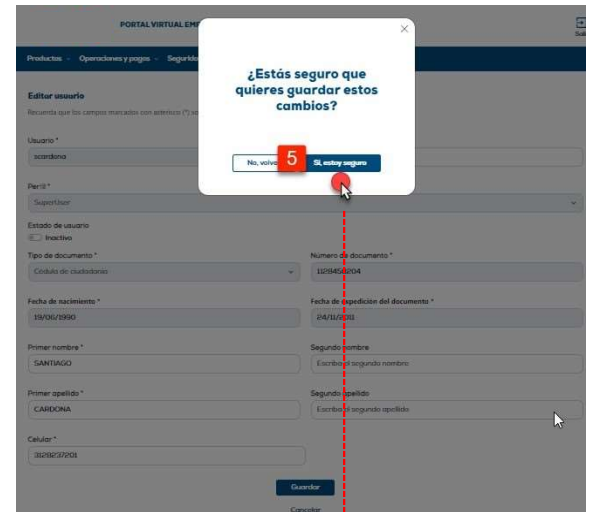 PORTAL VIRTUAL EMP
Productos Operaciones y pagos Segurida
¿Estás seguro que
quieres guardar estos
cambios?
No, volve 5 Sí, estoy seguro
Editar usuario
Recuerda que los campos marcados con asterisco (*) so
Usuario *
scardona
Perfil *
SuperUser
Estado de usuario
Inactivo
Tipo de documento * Número de documento *
Cédula de ciudadanía
Fecha de nacimiento * Fecha de expedición del documento *
19/06/1990 24/11/2011
Primer nombre * Segundo nombre
SANTIAGO Escribe el segundo nombre
Primer apellido * Segundo apellido
CARDONA Escribe el segundo apellido
Celular *
3128237201
Guardar
Cancelar